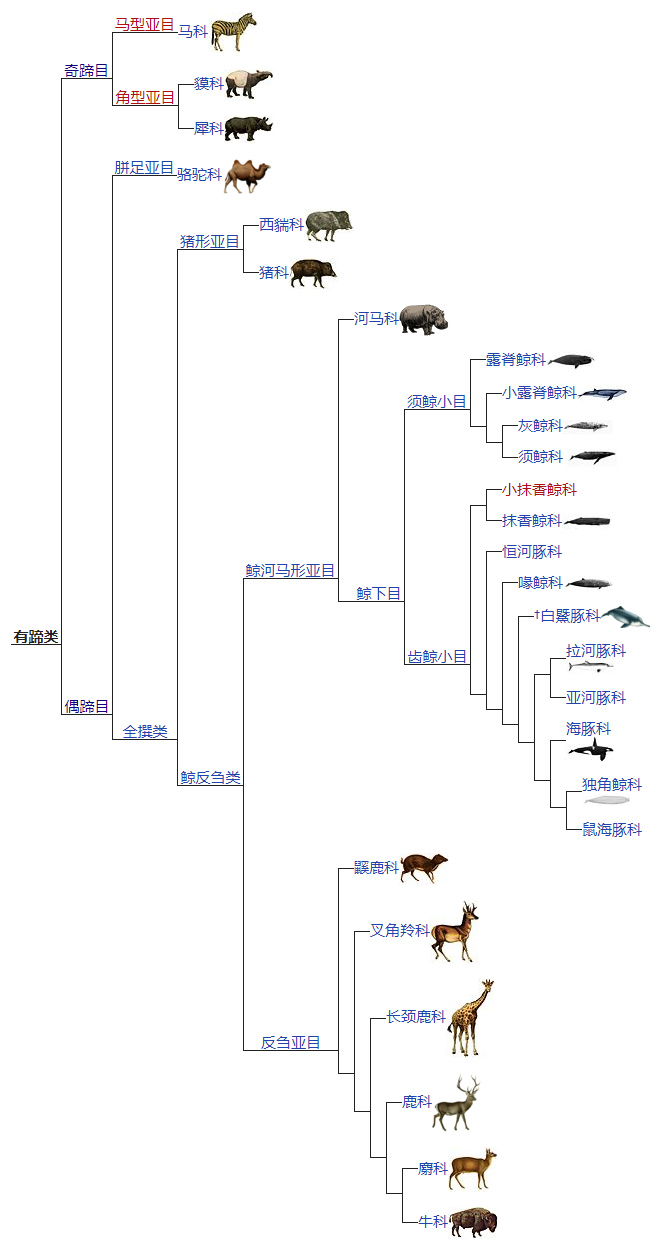 马型亚目
马科
奇蹄目
貘科
角型亚目
犀科
胼足亚目
骆驼科
西貒科
猪形亚目
猪科
河马科
露脊鲸科
小露脊鲸科
须鲸小目
灰鲸科
须鲸科
小抹香鲸科
抹香鲸科
恒河豚科
鲸河马形亚目
喙鲸科
鲸下目
†白鱀豚科
有蹄类
拉河豚科
齿鲸小目
亚河豚科
偶蹄目
海豚科
全撰类
鲸反刍类
独角鲸科
鼠海豚科
鼷鹿科
叉角羚科
长颈鹿科
反刍亚目
鹿科
麝科
牛科